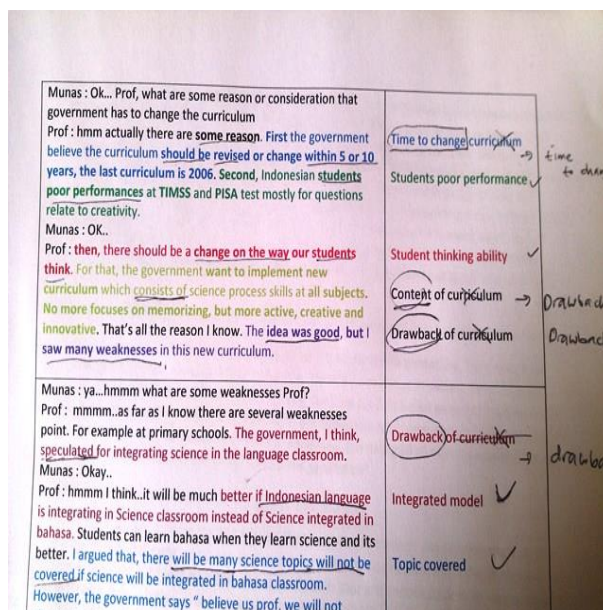 Munas : Ok... Prof, what are some reason or consideration that
government has to change the curriculum
Prof : hmm actually there are some reason. First the government
believe the curriculum should be revised or change within 5 or 10
years, the last curriculum is 2006. Second, Indonesian students
poor performances at TIMSS and PISA test mostly for questions
relate to creativity.
Munas : OK..
Prof : then, there should be a change on the way our students
think. For that, the government want to implement new
curriculum which consists of science process skills at all subjects.
No more focuses on memorizing, but more active, creative and
innovative. That's all the reason I know. The idea was good, but I
saw many weaknesses in this new curriculum.
Time to change curriculum
time
to chan
Students poor performance
Student thinking ability
Content of curriculum
Drawback
Drawback of curriculum
Drawba
Munas : ya...hmmm what are some weaknesses Prof?
Prof : mmmm..as far as I know there are several weaknesses
point. For example at primary schools. The government, I think,
speculated for integrating science in the language classroom.
Munas : Okay..
Prof : hmmm I think..it will be much better if Indonesian language
is integrating in Science classroom instead of Science integrated in
bahasa. Students can learn bahasa when they learn science and its
better. I argued that, there will be many science topics will not be
covered if science will be integrated in bahasa classroom.
However, the government says " believe us prof, we will not
Drawback of curriculum
drawba
Integrated model
Topic covered